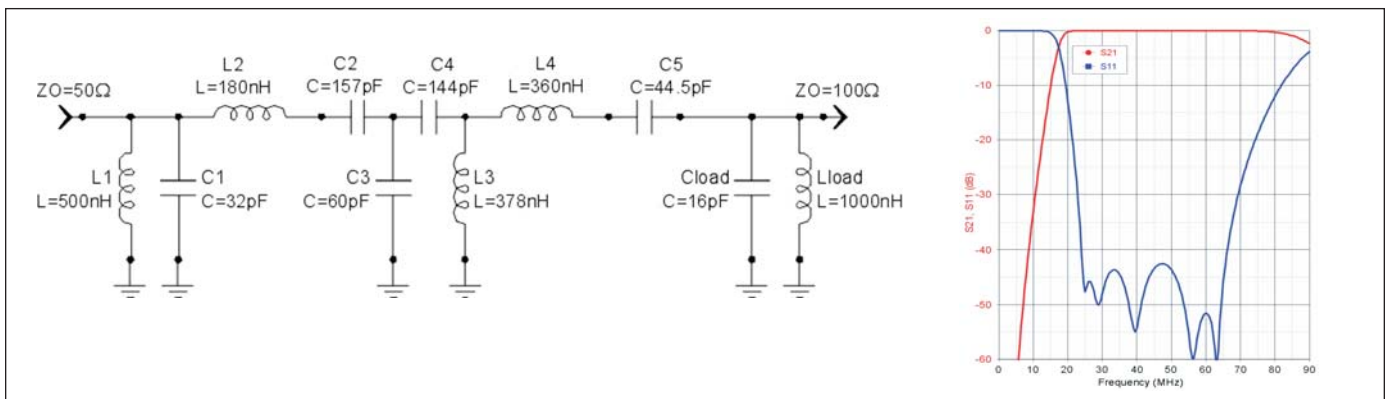 ZO=50Ω
L2
L=180nH
C2
C=157pF
C4
C=144pF
L4
L=360nH
C5
C=44.5pF
ZO=100Ω
L1
L=500nH
C1
C=32pF
C3
C=60pF
L3
L=378nH
Cload
C=16pF
Lload
L=1000nH
S21
S11
S21, S11 (dB)
0
-10
-20
-30
-40
-50
-60
0 10 20 30 40 50 60 70 80 90
Frequency (MHz)